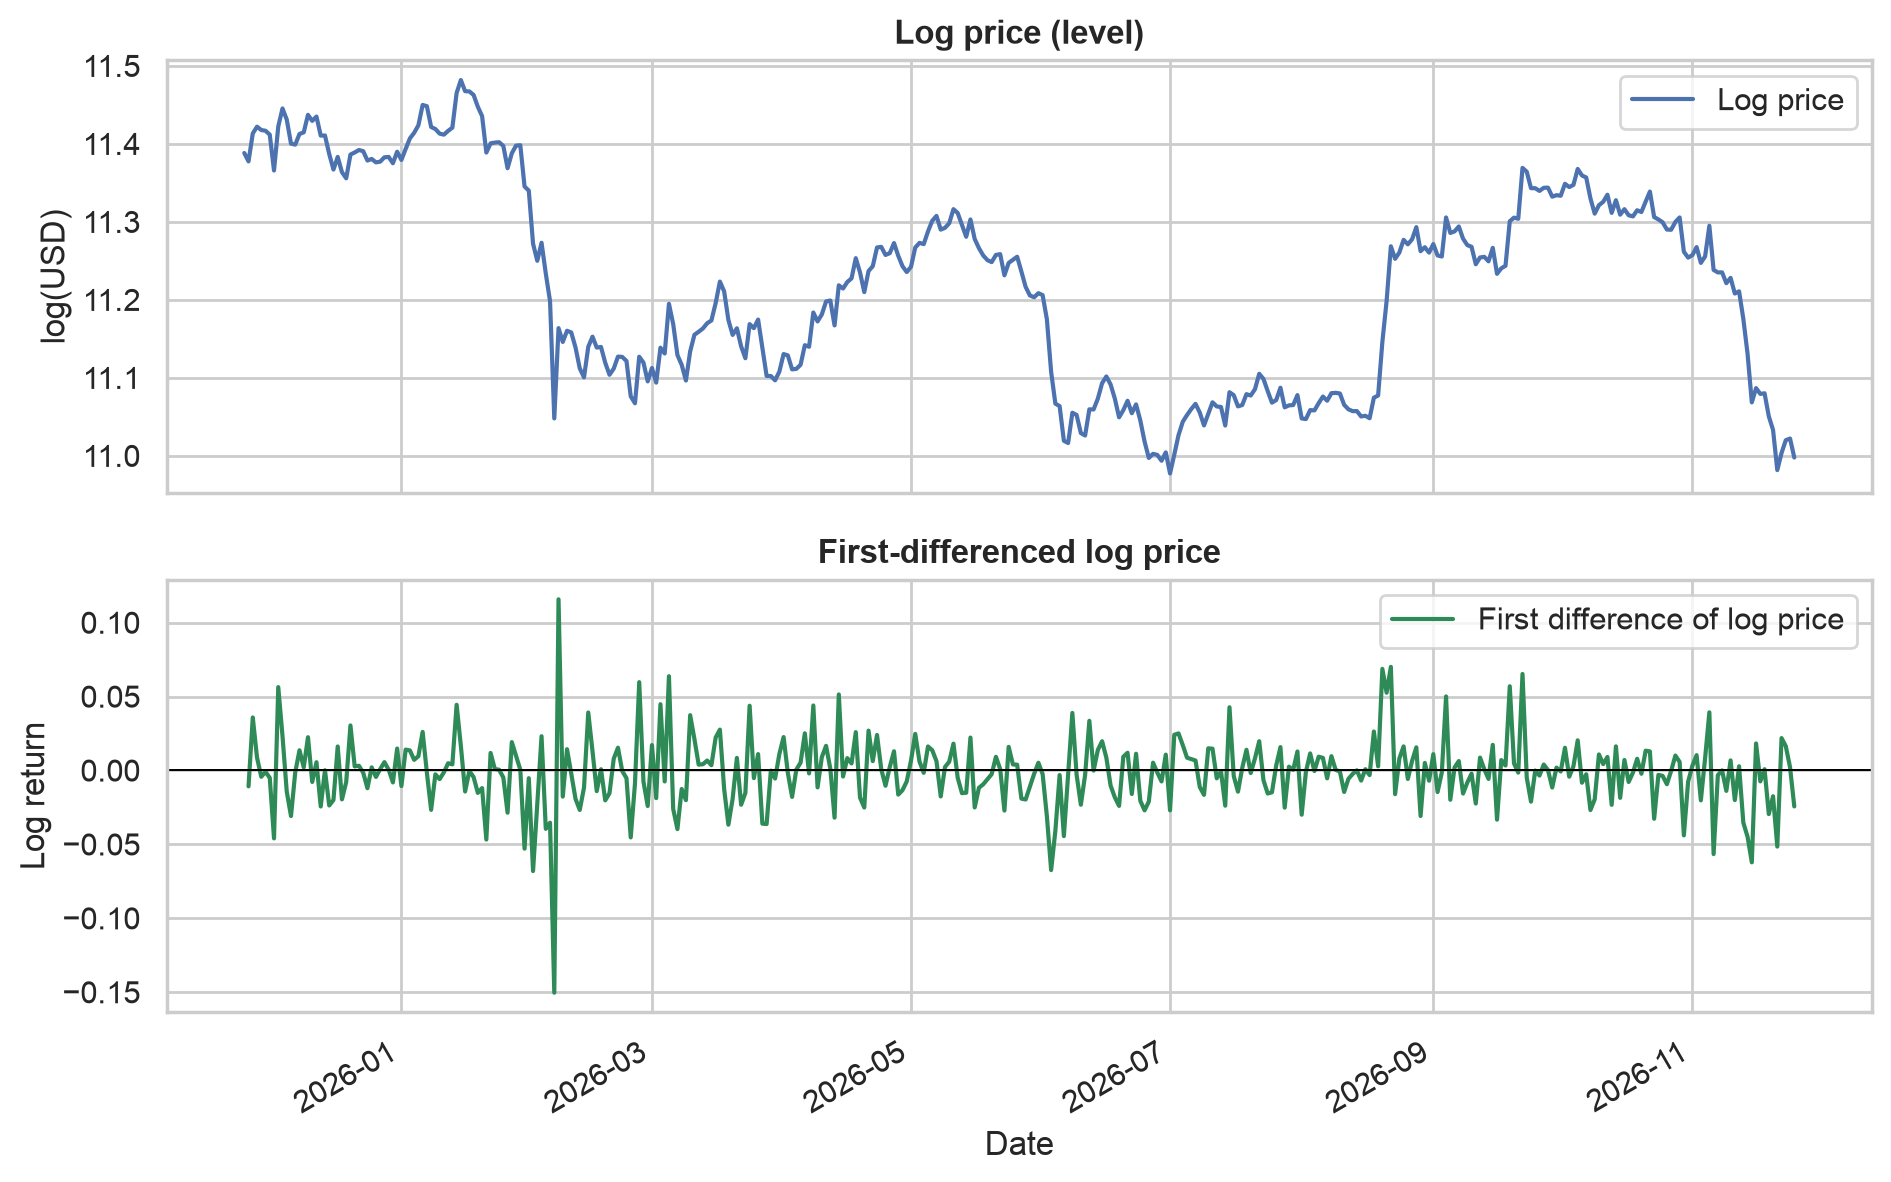 Log price (level)
11.5
11.4
11.3
11.2
11.1
11.0
log(USD)
Log price
First-differenced log price
0.10
0.05
0.00
−0.05
−0.10
−0.15
Log return
First difference of log price
2026-01
2026-03
2026-05
2026-07
2026-09
2026-11
Date